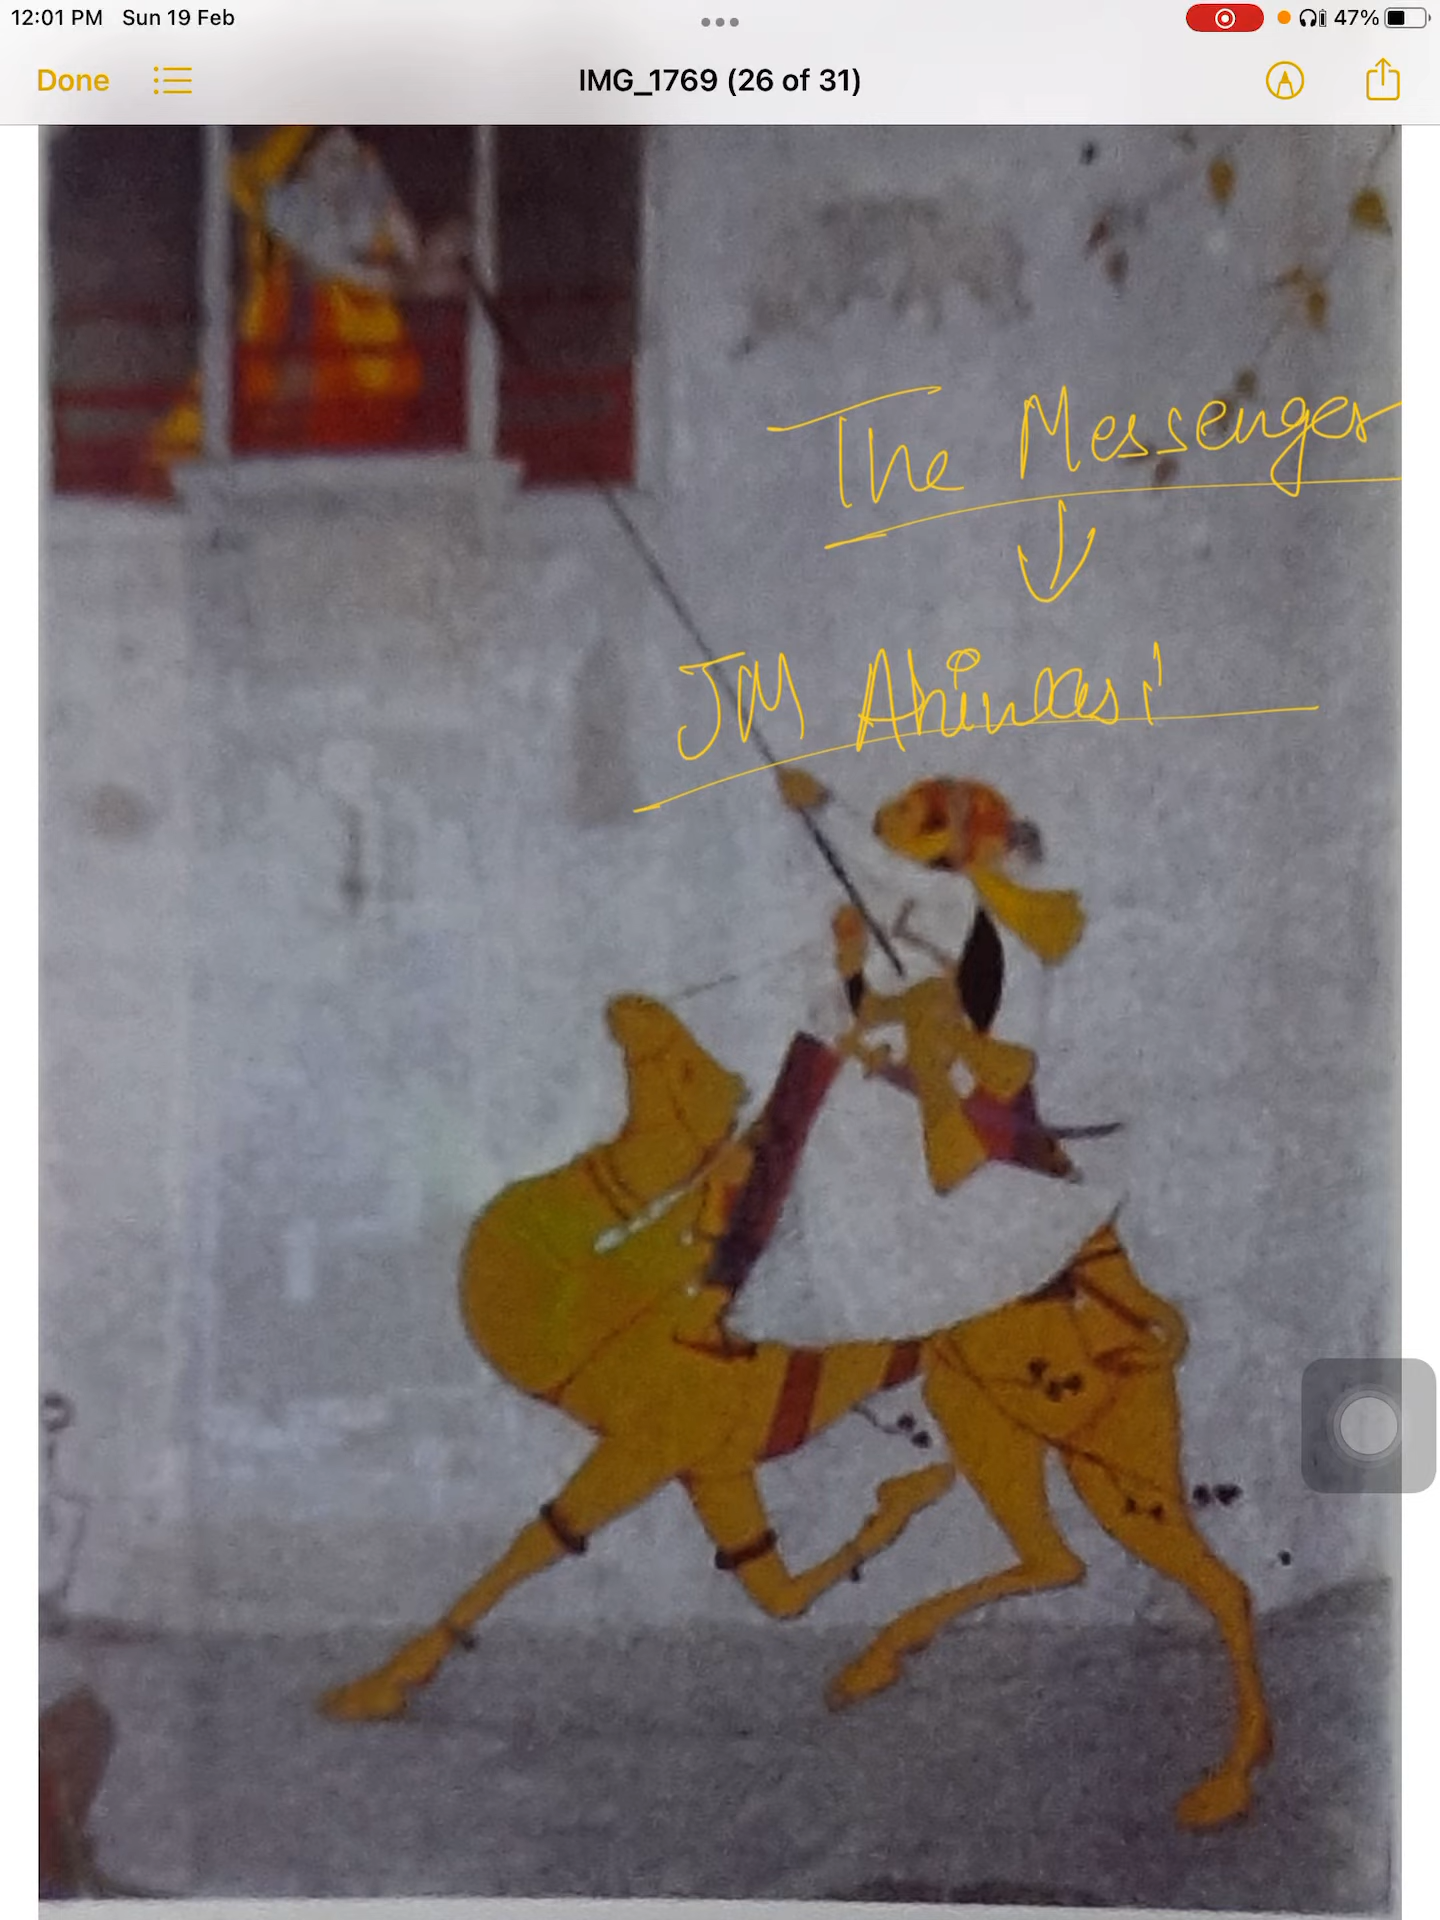 12:01 PM Sun 19 Feb
47%
Done
IMG_1769 (26 of 31)
The Messenger
JM Ahivasi